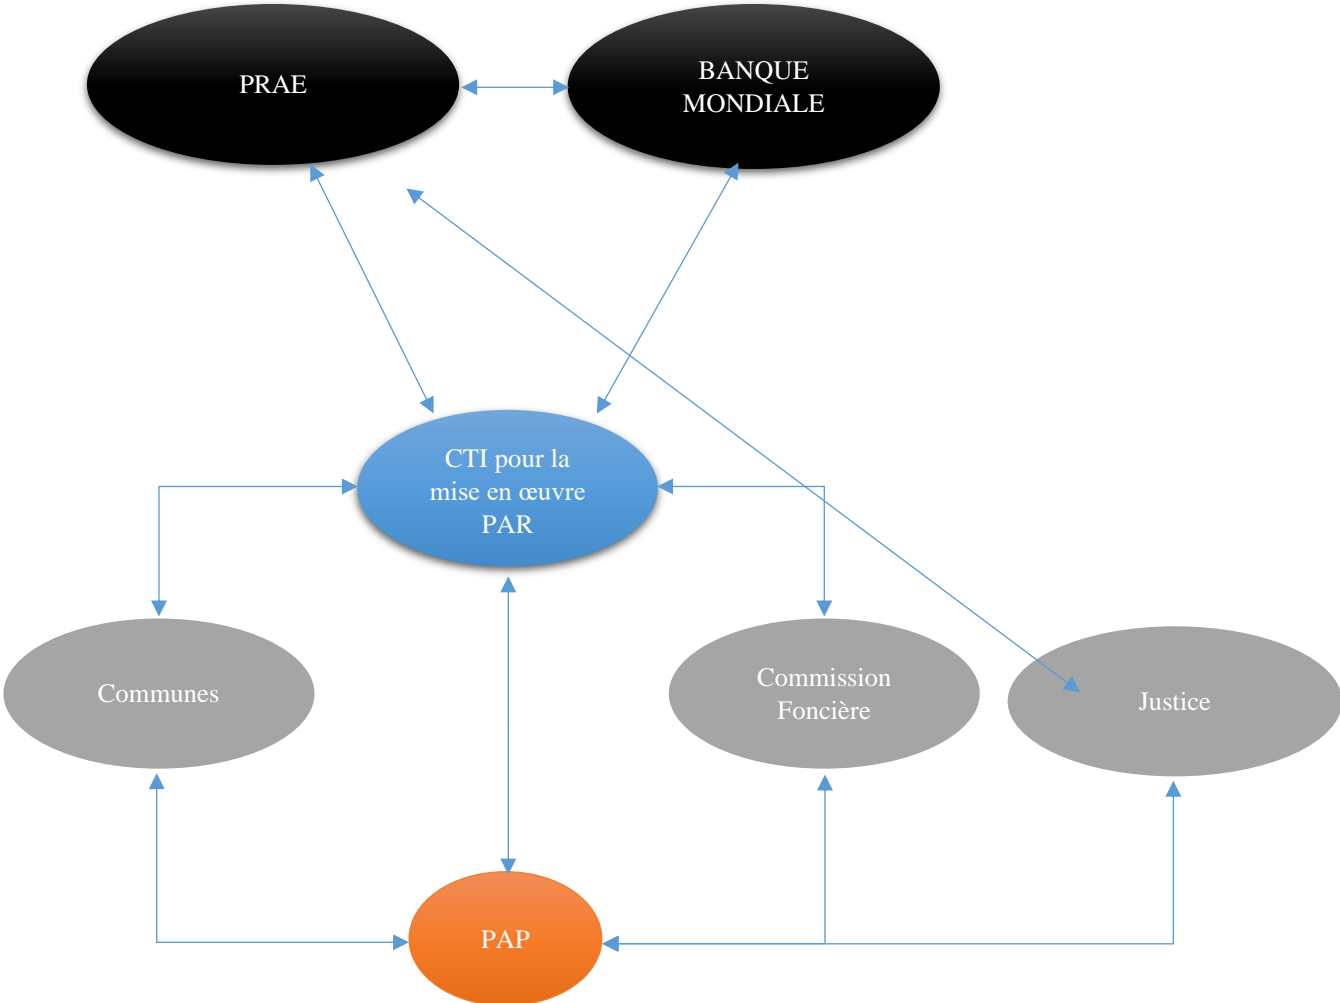 PRAE
BANQUE
MONDIALE
CTI pour la
mise en œuvre
PAR
Communes
Commission
Foncière
Justice
PAP